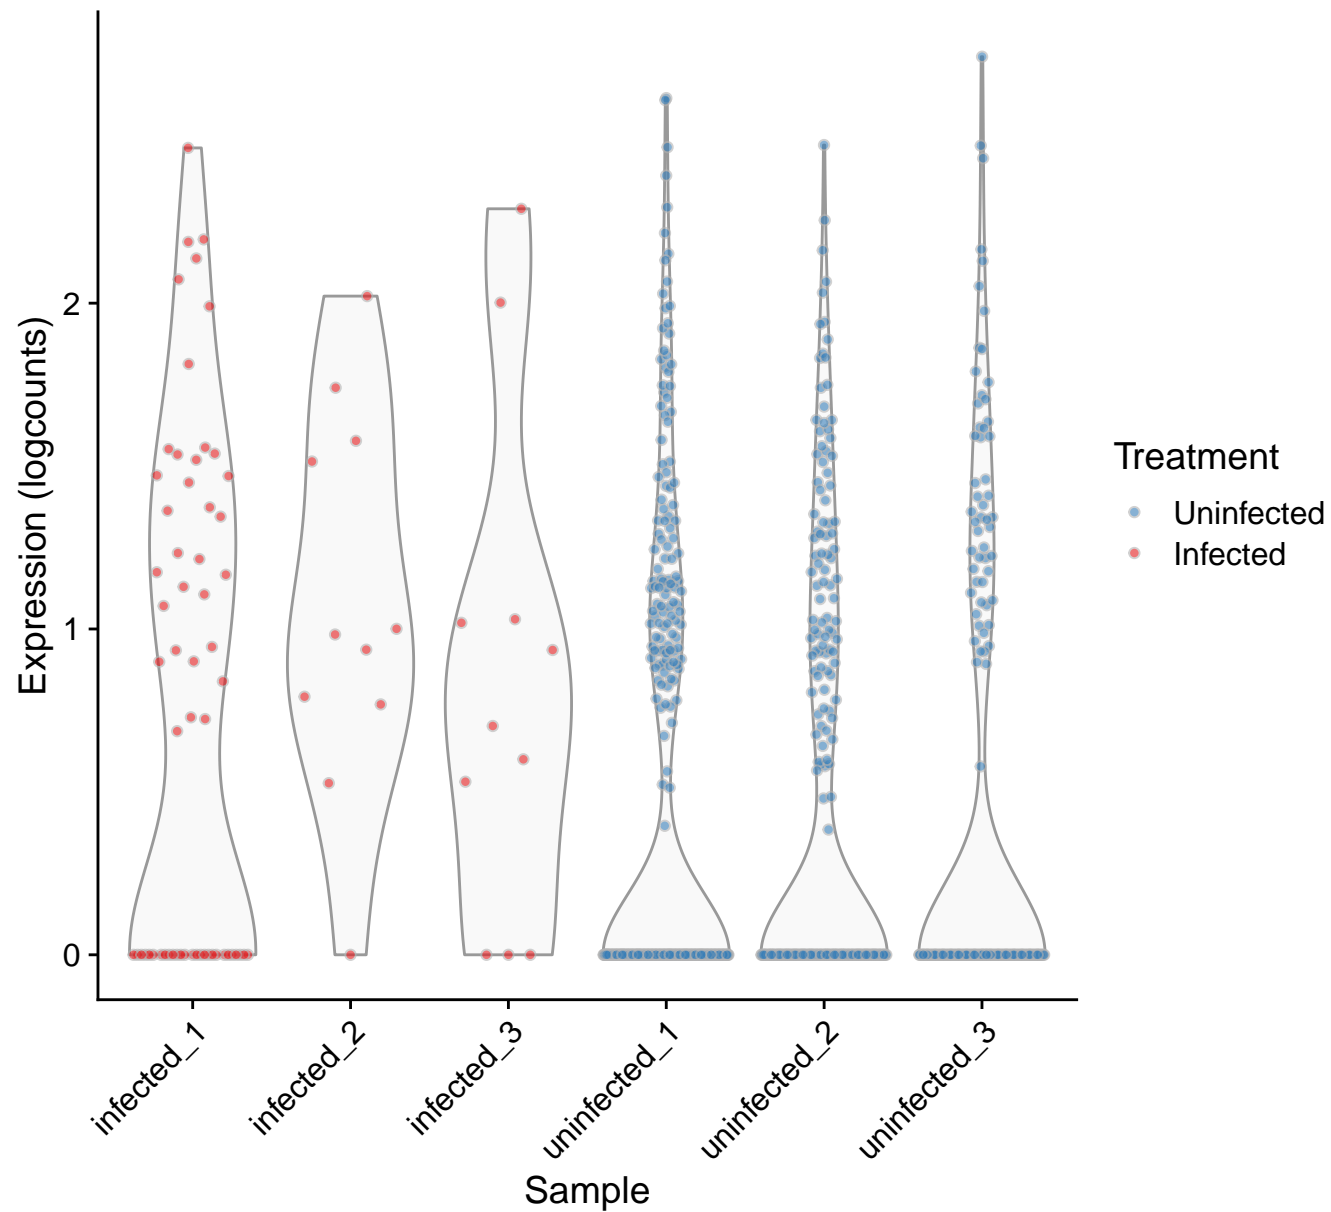 Expression (logcounts)
2
1
0
infected_1
infected_2
infected_3
uninfected_1
uninfected_2
uninfected_3
Sample
Treatment
Uninfected
Infected